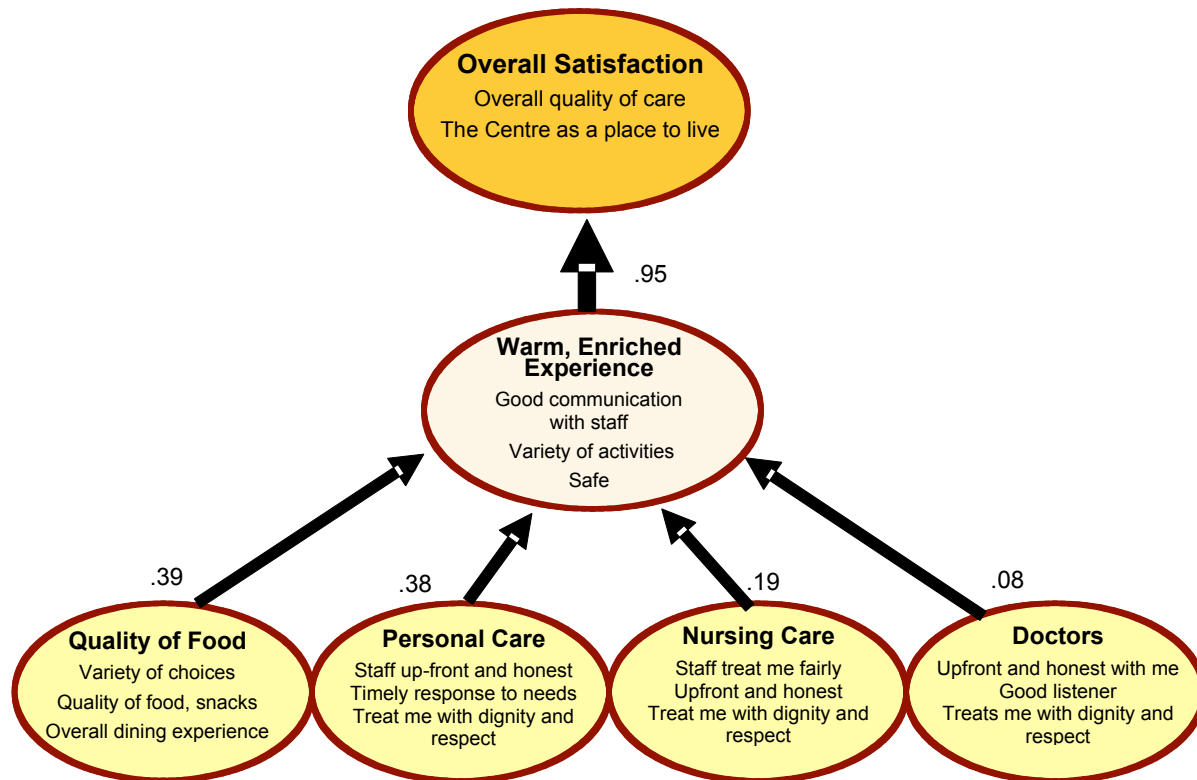 Overall Satisfaction
Overall quality of care
The Centre as a place to live
.95
Warm, Enriched
Experience
Good communication
with staff
Variety of activities
Safe
.39
.38
.19
.08
Quality of Food
Variety of choices
Quality of food, snacks
Overall dining experience
Personal Care
Staff up-front and honest
Timely response to needs
Treat me with dignity and
respect
Nursing Care
Staff treat me fairly
Upfront and honest
Treat me with dignity and
respect
Doctors
Upfront and honest with me
Good listener
Treats me with dignity and
respect